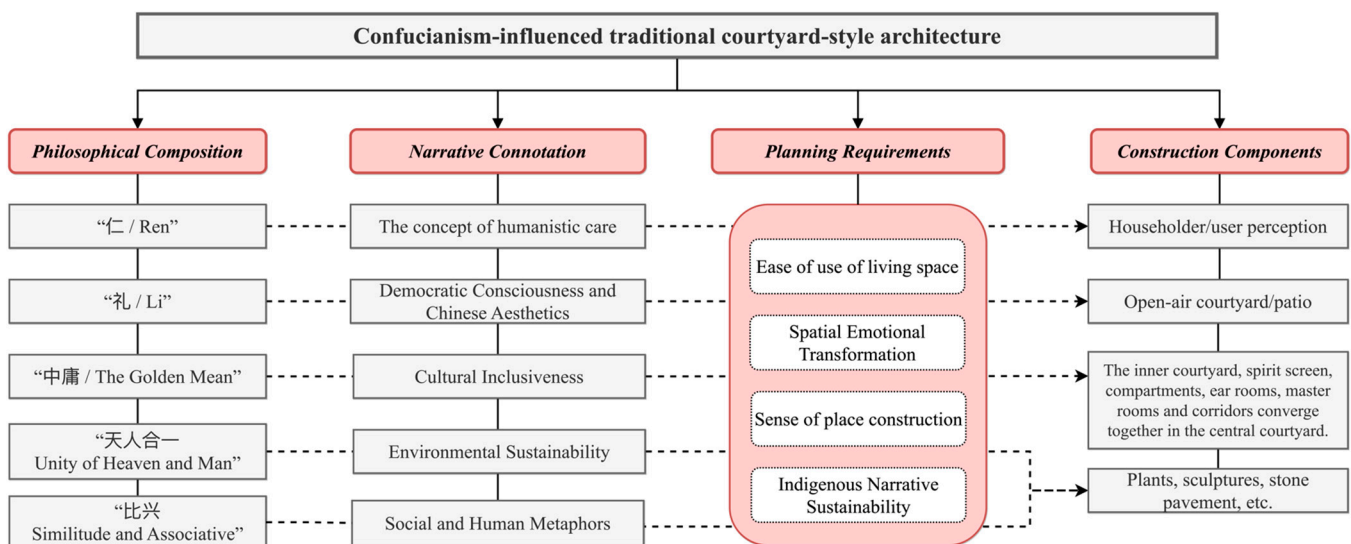 Confucianism-influenced traditional courtyard-style architecture
Philosophical Composition
Narrative Connotation
Planning Requirements
Construction Components
“仁 / Ren”
The concept of humanistic care
Householder/user perception
Ease of use of living space
“礼 / Li”
Democratic Consciousness and
Chinese Aesthetics
Open-air courtyard/patio
Spatial Emotional
Transformation
“中庸 / The Golden Mean”
Cultural Inclusiveness
The inner courtyard, spirit screen,
compartments, ear rooms, master
rooms and corridors converge
together in the central courtyard.
Sense of place construction
“天人合一
Unity of Heaven and Man”
Environmental Sustainability
Indigenous Narrative
Sustainability
Plants, sculptures, stone
pavement, etc.
“比兴
Similitude and Associative”
Social and Human Metaphors